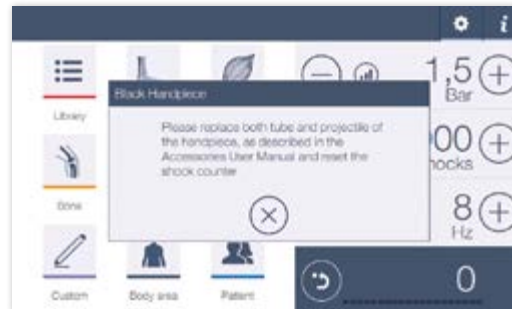 i
1,5
Bar
Black Handpiece
Library
Please replace both tube and projectile of
the handpiece, as described in the
Accessories User Manual and reset the
shock counter
00
hocks
Bone
8
Hz
0
Custom
Body area
Patient